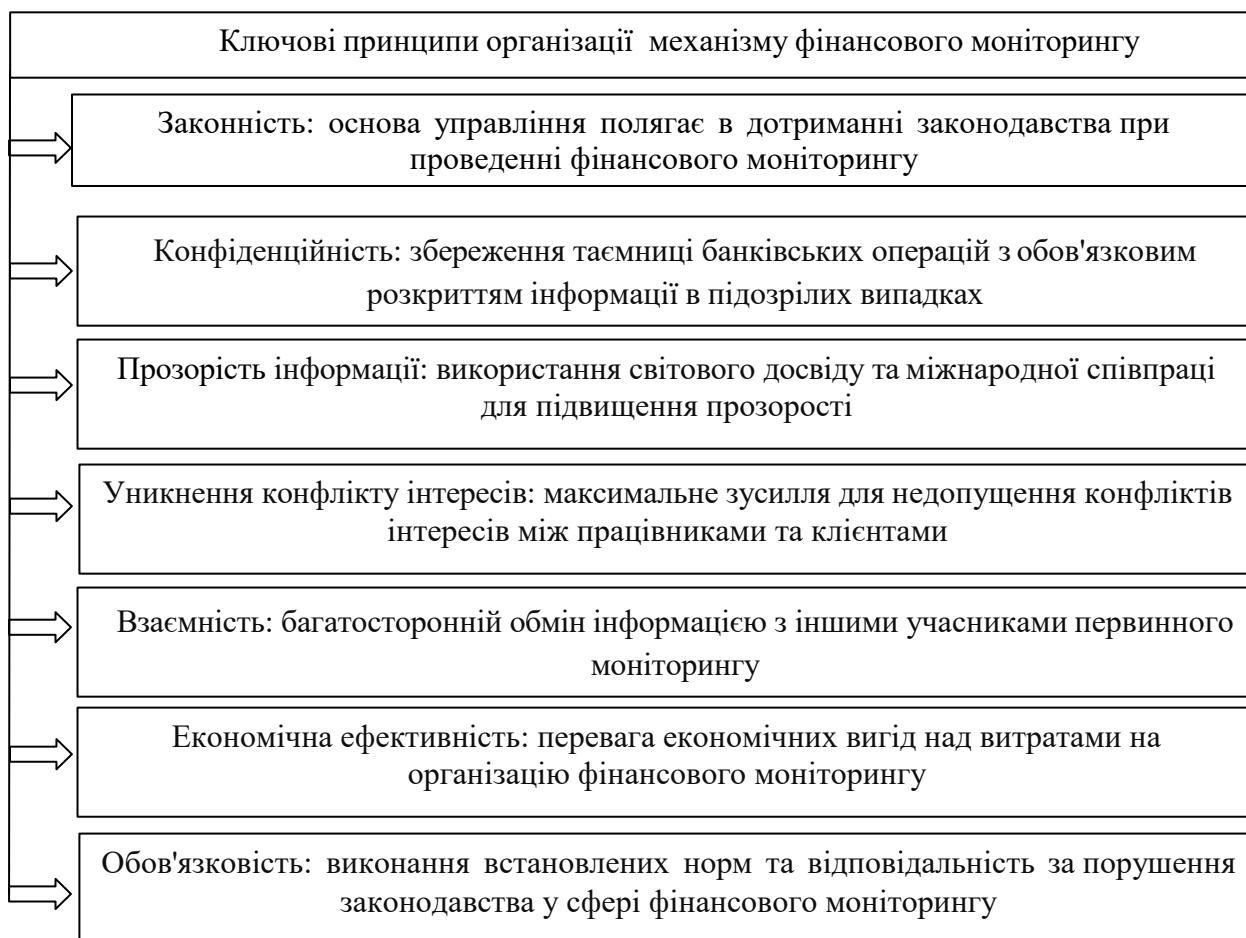 Ключові принципи організації механізму фінансового моніторингу
Законність: основа управління полягає в дотриманні законодавства при
проведенні фінансового моніторингу
Конфіденційність: збереження таємниці банківських операцій з обов'язковим
розкриттям інформації в підозрілих випадках
Прозорість інформації: використання світового досвіду та міжнародної співпраці
для підвищення прозорості
Уникнення конфлікту інтересів: максимальне зусилля для недопущення конфліктів
інтересів між працівниками та клієнтами
Взаємність: багатосторонній обмін інформацією з іншими учасниками первинного
моніторингу
Економічна ефективність: перевага економічних вигід над витратами на
організацію фінансового моніторингу
Обов'язковість: виконання встановлених норм та відповідальність за порушення
законодавства у сфері фінансового моніторингу